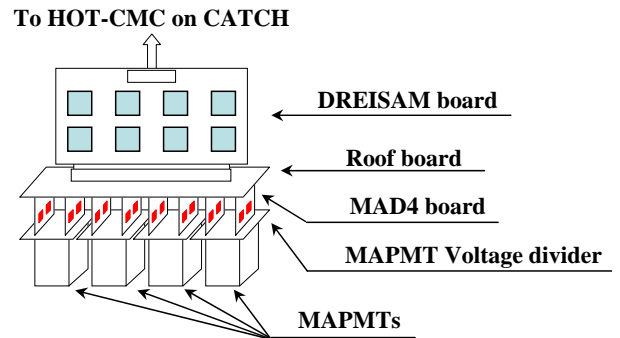 To HOT-CMC on CATCH
DREISAM board
Roof board
MAD4 board
MAPMT Voltage divider
MAPMTs